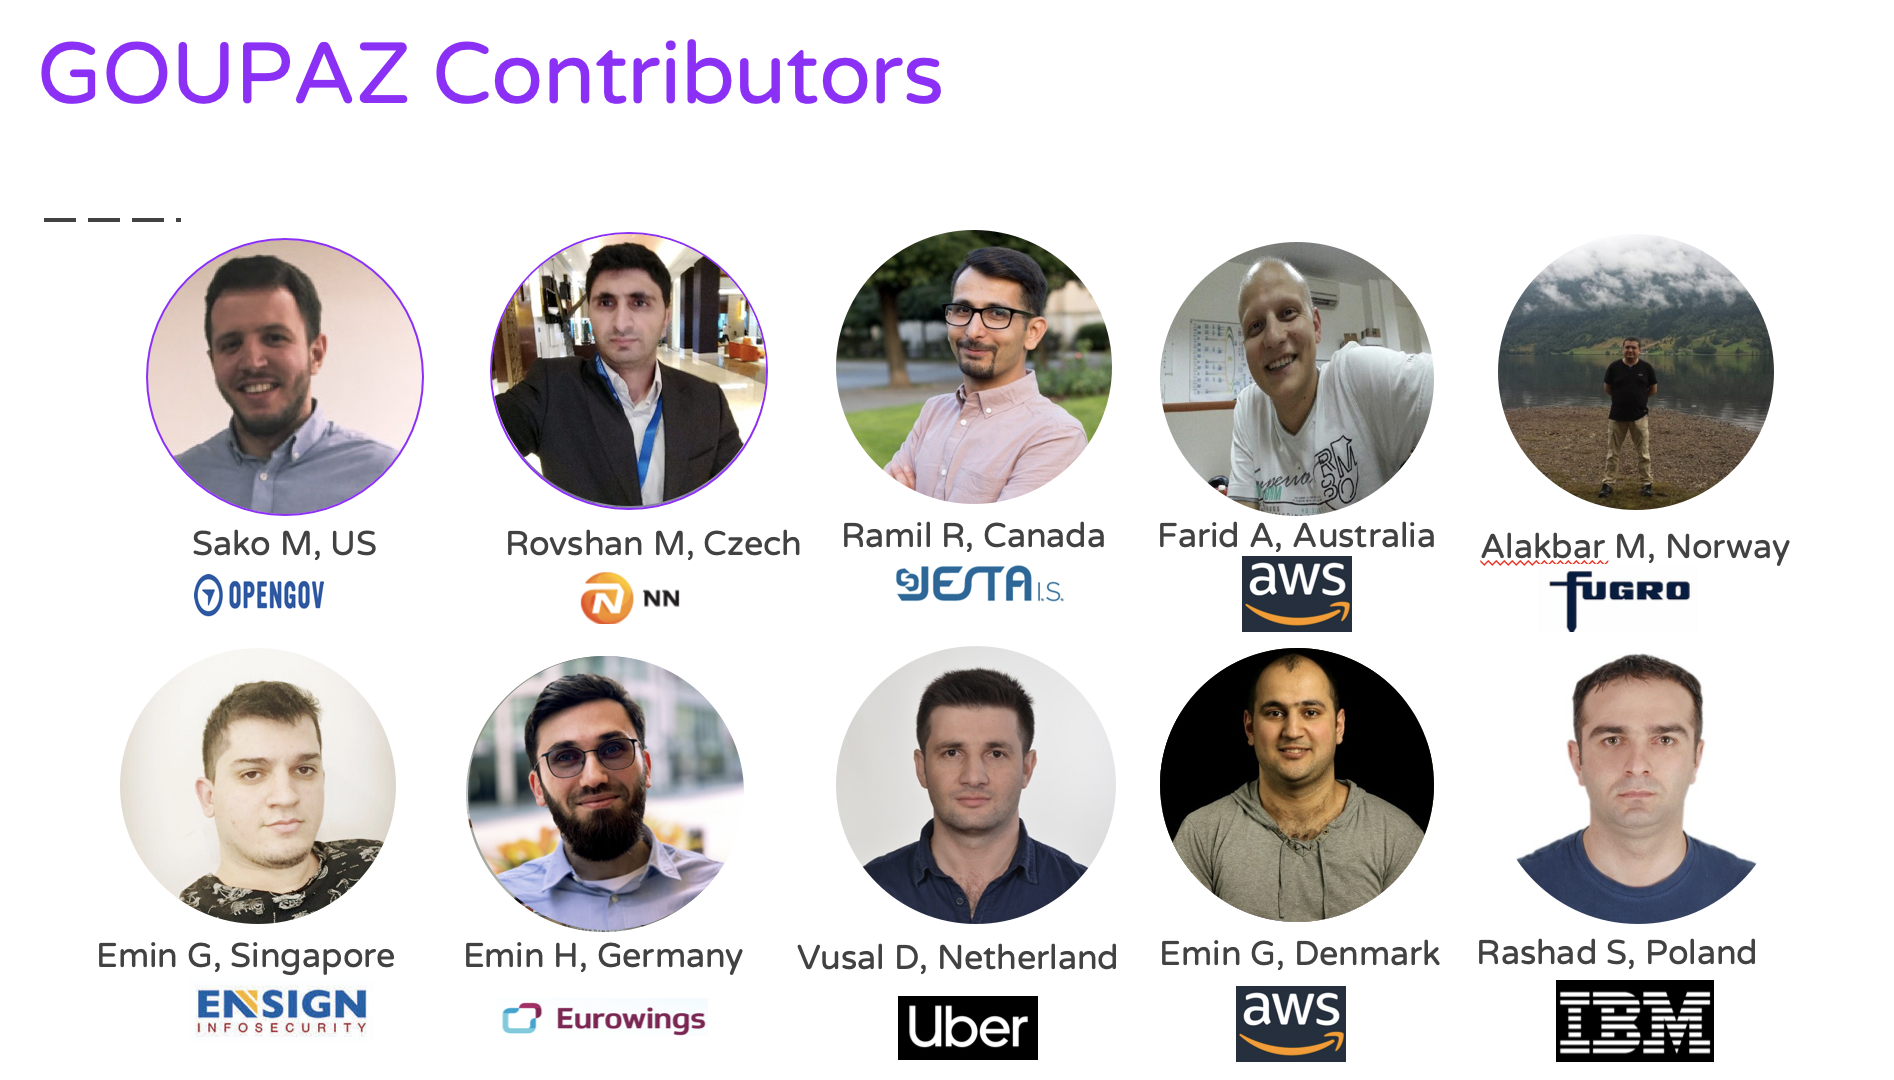 GOUPAZ Contributors
Sako M, US
Rovshan M, Czech
Ramil R, Canada
Farid A, Australia
Alakbar M, Norway
OPENGOV
N NN
JESTA I.S.
aws
FUGRO
Emin G, Singapore
Emin H, Germany
Vusal D, Netherland
Emin G, Denmark
Rashad S, Poland
ENSIGN
INFOSECURITY
Eurowings
Uber
aws
IBM